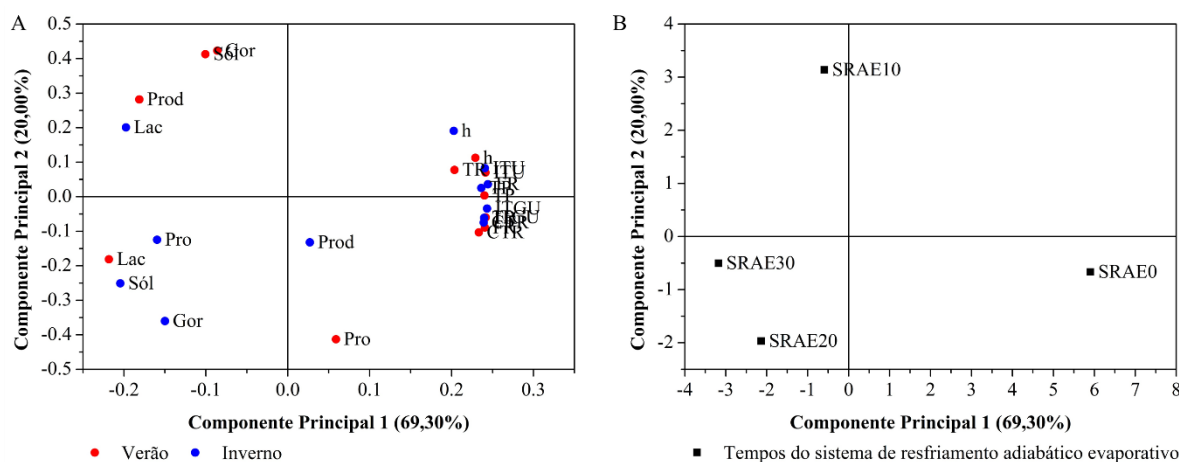 A
B
0.5
0.4
0.3
0.2
0.1
0.0
-0.1
-0.2
-0.3
-0.4
-0.5
Componente Principal 2 (20,00%)
Gor
Sól
Prod
Lac
h
h
TR
ITU
ITU
ITGU
CTR
Pro
Prod
Lac
Sól
Gor
Pro
-0.2
-0.1
0.0
0.1
0.2
0.3
Componente Principal 1 (69,30%)
Verão
Inverno
4
3
2
1
0
-1
-2
Componente Principal 2 (20,00%)
SRAE10
SRAE30
SRAE0
SRAE20
-4
-3
-2
-1
0
1
2
3
4
5
6
7
8
Componente Principal 1 (69,30%)
Tempos do sistema de resfriamento adiabático evaporativo